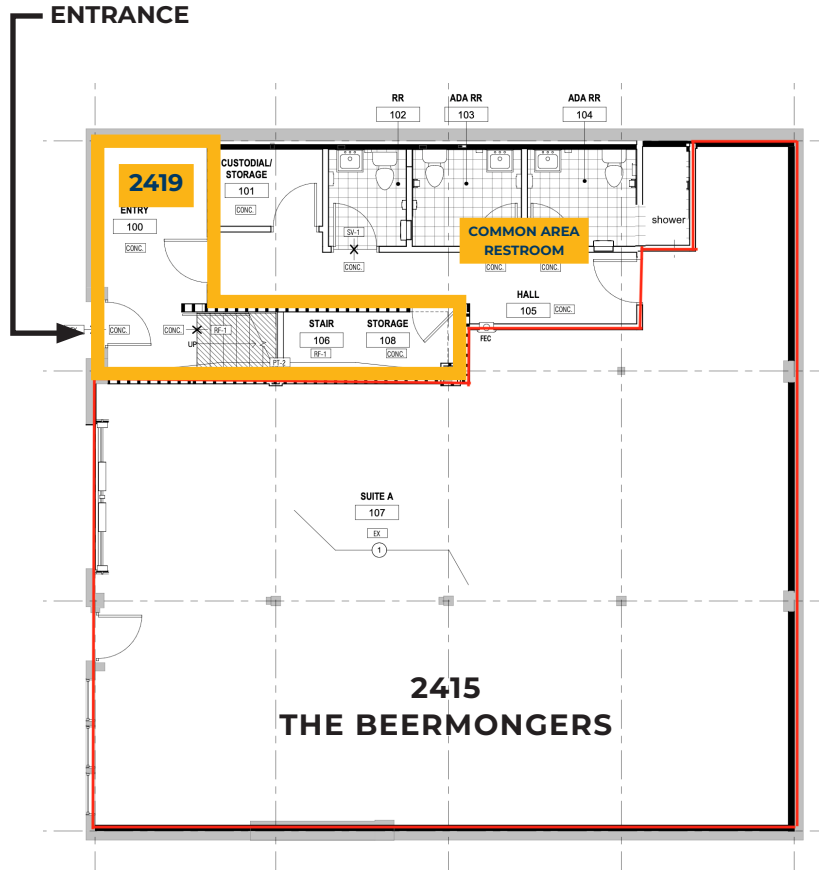 ENTRANCE
RR
102
ADA RR
103
ADA RR
104
2419
ENTRY
100
CONC.
CUSTODIAL/
STORAGE
101
CONC.
SV-1
CONC.
COMMON AREA
RESTROOM
CONC.
CONC.
shower
HALL
105
CONC.
FEC
CONC.
CONC.
RF-1
UP
PT-2
STAIR
106
RF-1
STORAGE
108
CONC.
SUITE A
107
EX
1
2415
THE BEERMONGERS